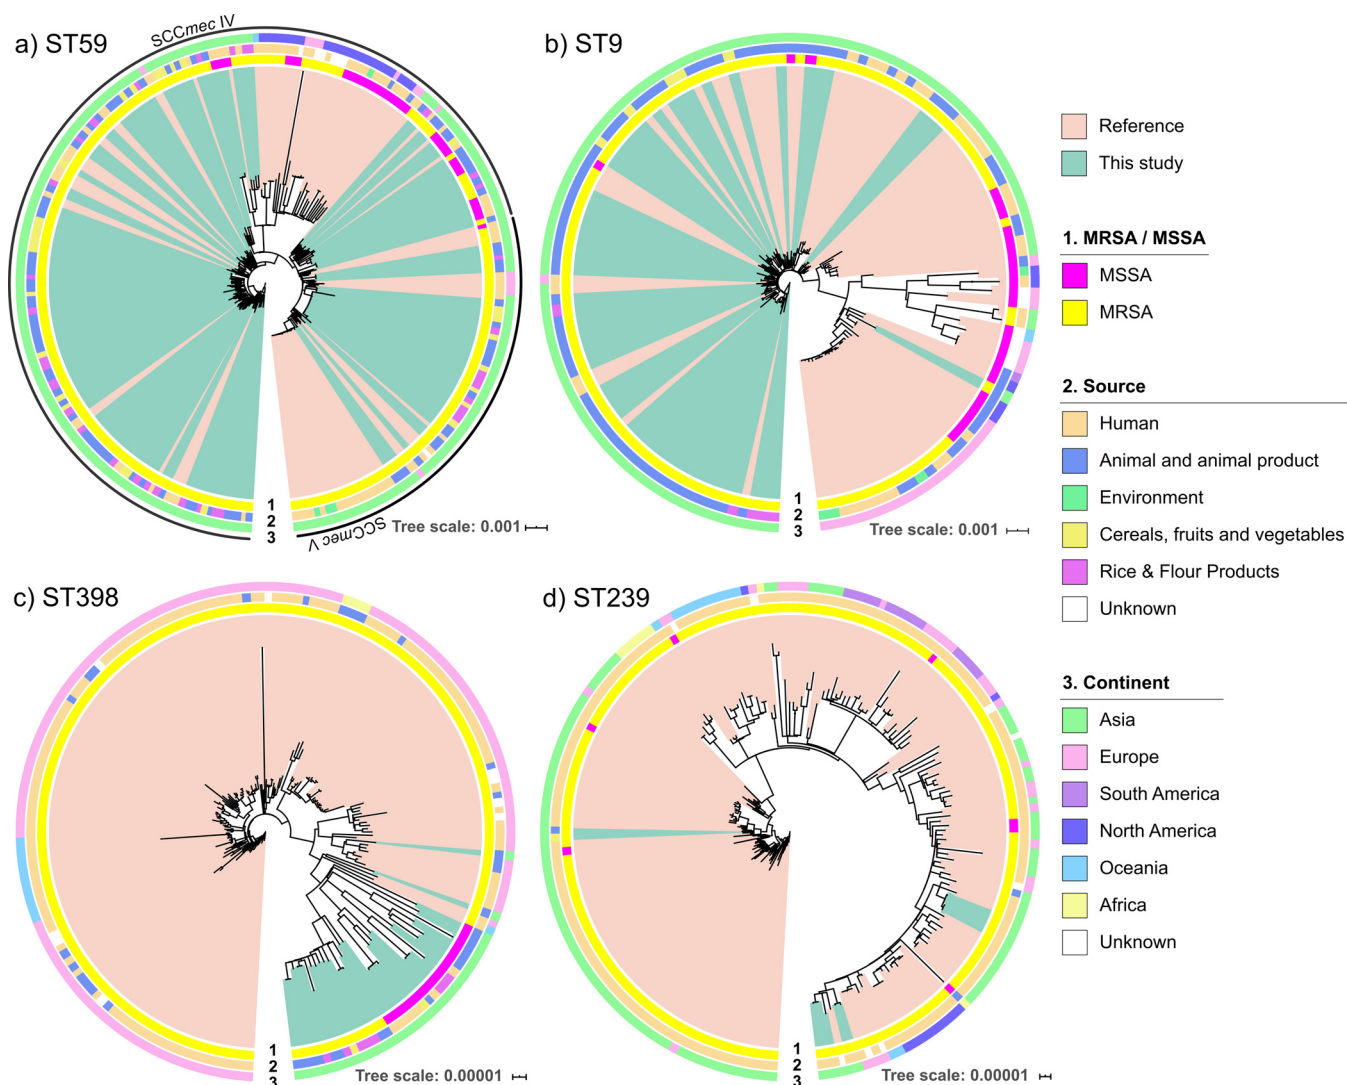 a) ST59
SCCmec IV
SCCmec V
1
2
3
Tree scale: 0.001
b) ST9
1
2
3
Tree scale: 0.001
c) ST398
1
2
3
Tree scale: 0.00001
d) ST239
1
2
3
Tree scale: 0.00001
Reference
This study
1. MRSA / MSSA
MSSA
MRSA
2. Source
Human
Animal and animal product
Environment
Cereals, fruits and vegetables
Rice & Flour Products
Unknown
3. Continent
Asia
Europe
South America
North America
Oceania
Africa
Unknown